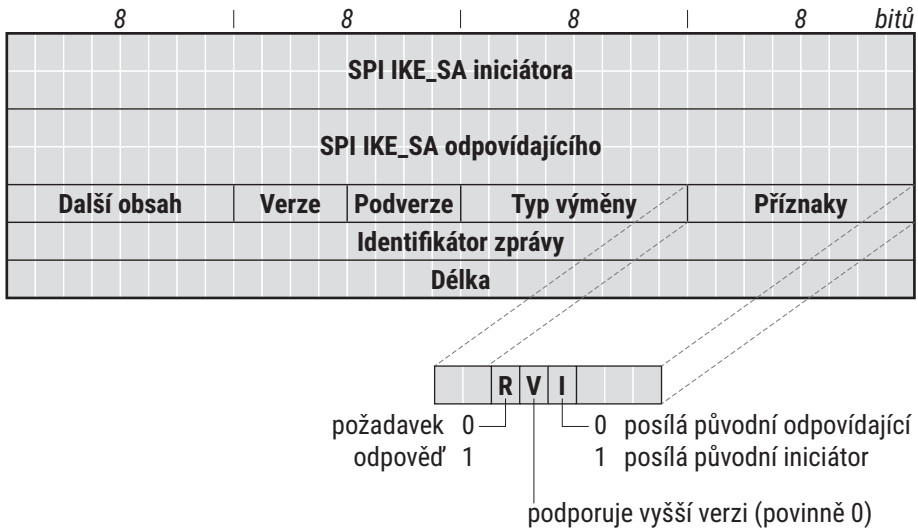 8 8 8 8 bitů
SPI IKE_SA iniciátora
SPI IKE_SA odpovídajícího
Další obsah Verze Podverze Typ výměny Příznaky
Identifikátor zprávy
Délka
R V I
požadavek 0 0 posílá původní odpovídající
odpověď 1 1 posílá původní iniciátor
podporuje vyšší verzi (povinně 0)